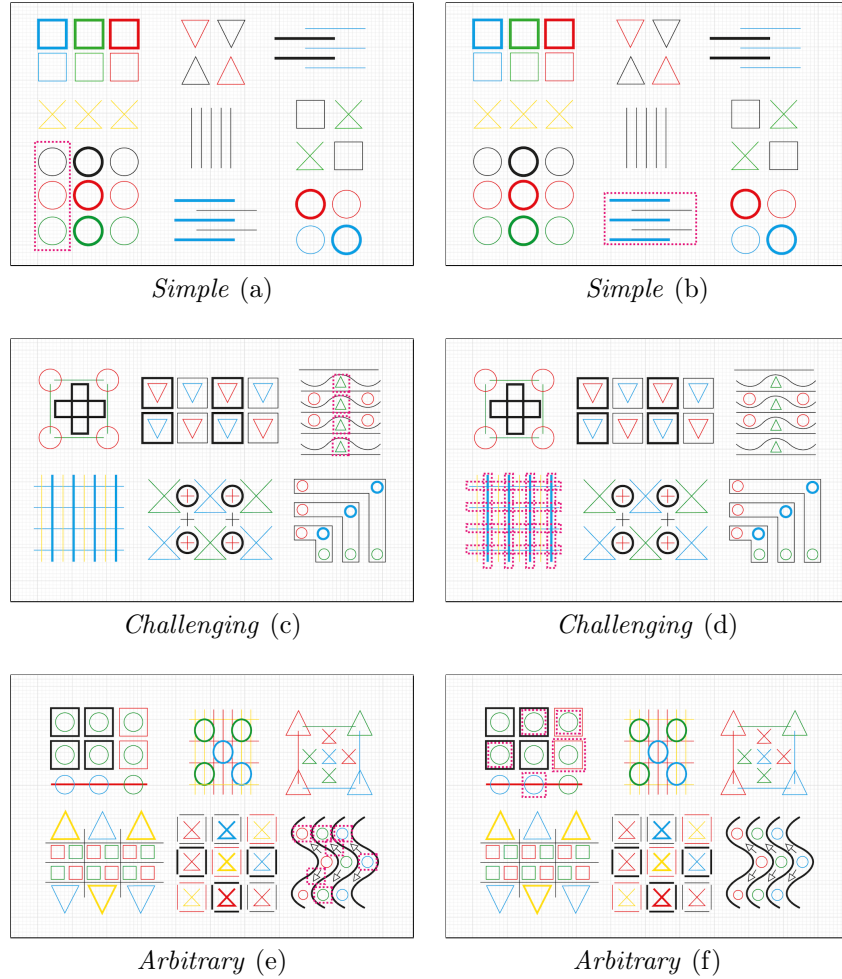 Simple (a)
Simple (b)
Challenging (c)
Challenging (d)
Arbitrary (e)
Arbitrary (f)